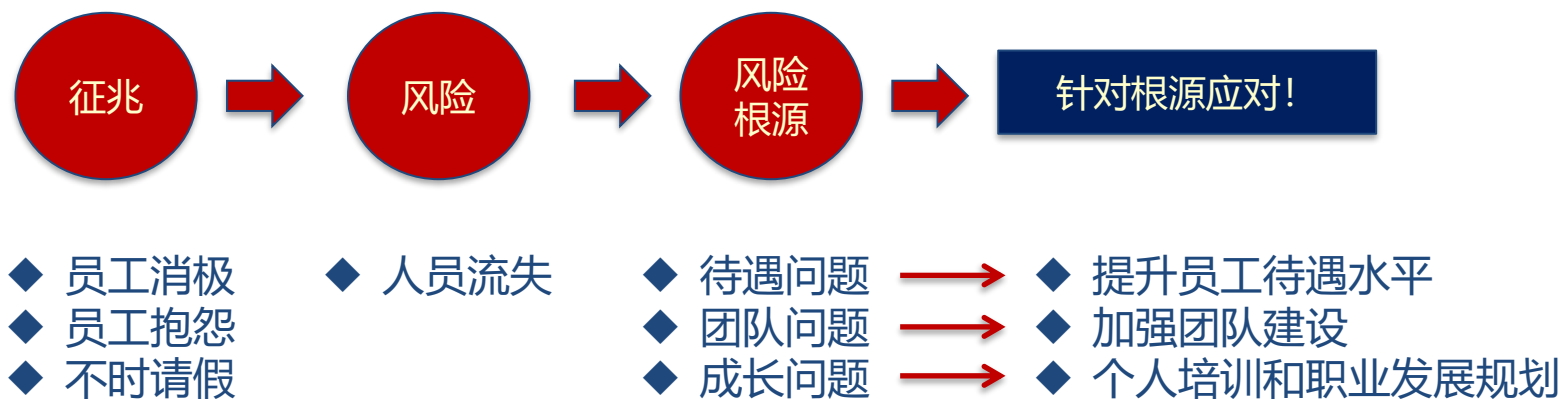 征兆
风险
风险
根源
针对根源应对!
员工消极
员工抱怨
不时请假
人员流失
待遇问题
团队问题
成长问题
提升员工待遇水平
加强团队建设
个人培训和职业发展规划